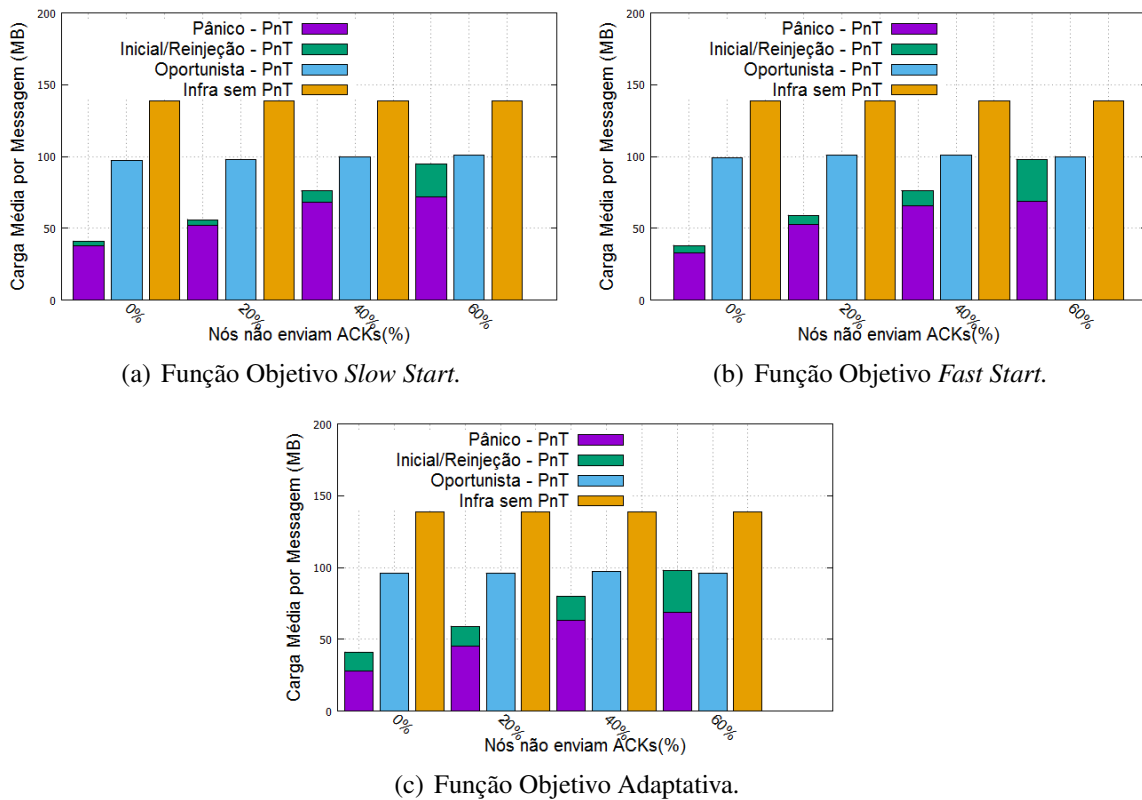 Carga Média por Messagem (MB)
200
150
100
50
0
Pânico - PnT
Inicial/Reinjeção - PnT
Oportunista - PnT
Infra sem PnT
0%
20%
40%
60%
Nós não enviam ACKs(%)
(a) Função Objetivo Slow Start.
Carga Média por Messagem (MB)
200
150
100
50
0
Pânico - PnT
Inicial/Reinjeção - PnT
Oportunista - PnT
Infra sem PnT
0%
20%
40%
60%
Nós não enviam ACKs(%)
(b) Função Objetivo Fast Start.
Carga Média por Messagem (MB)
200
150
100
50
0
Pânico - PnT
Inicial/Reinjeção - PnT
Oportunista - PnT
Infra sem PnT
0%
20%
40%
60%
Nós não enviam ACKs(%)
(c) Função Objetivo Adaptativa.